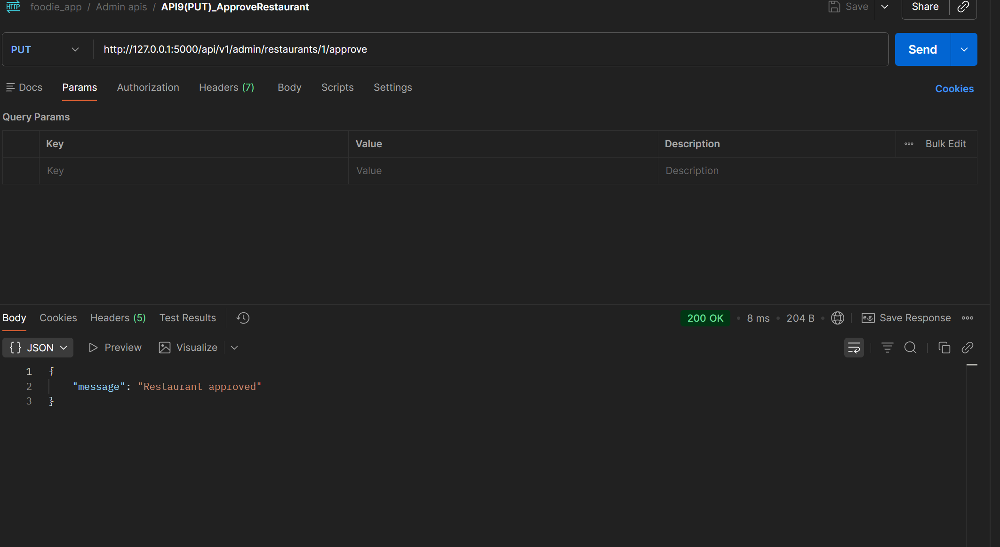 HTTP foodie_app / Admin apis / API9(PUT)_ApproveRestaurant Save Share
PUT http://127.0.0.1:5000/api/v1/admin/restaurants/1/approve Send
Docs Params Authorization Headers (7) Body Scripts Settings Cookies
Query Params
Key Value Description Bulk Edit
Key Value Description
Body Cookies Headers (5) Test Results 200 OK • 8 ms • 204 B • e.g. Save Response
{} JSON Preview Visualize
1 {
2 "message": "Restaurant approved"
3 }